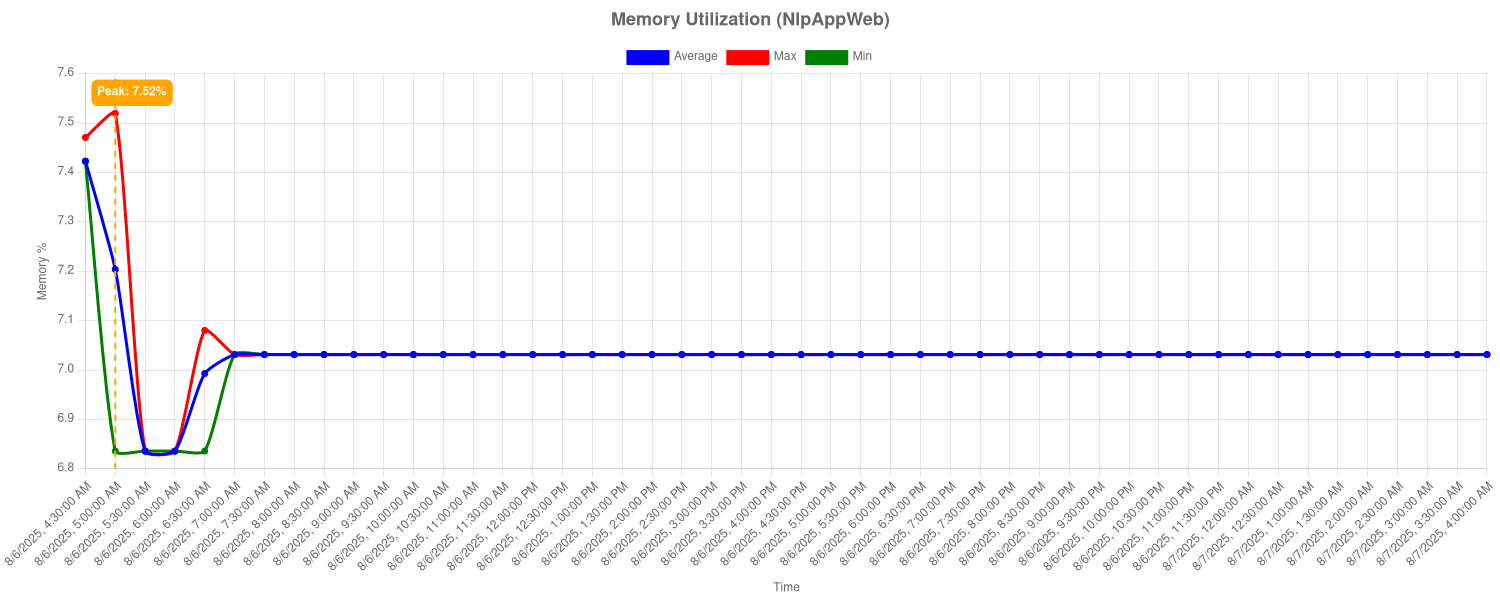 Memory Utilization (NlpAppWeb)
Average Max Min
7.6
Peak: 7.52%
7.5
7.4
7.3
7.2
7.1
7.0
6.9
6.8
Memory %
8/6/2025, 4:30:00 AM
8/6/2025, 5:00:00 AM
8/6/2025, 5:30:00 AM
8/6/2025, 6:00:00 AM
8/6/2025, 6:30:00 AM
8/6/2025, 7:00:00 AM
8/6/2025, 7:30:00 AM
8/6/2025, 8:00:00 AM
8/6/2025, 8:30:00 AM
8/6/2025, 9:00:00 AM
8/6/2025, 9:30:00 AM
8/6/2025, 10:00:00 AM
8/6/2025, 10:30:00 AM
8/6/2025, 11:00:00 AM
8/6/2025, 11:30:00 AM
8/6/2025, 12:00:00 PM
8/6/2025, 12:30:00 PM
8/6/2025, 1:00:00 PM
8/6/2025, 1:30:00 PM
8/6/2025, 2:00:00 PM
8/6/2025, 2:30:00 PM
8/6/2025, 3:00:00 PM
8/6/2025, 3:30:00 PM
8/6/2025, 4:00:00 PM
8/6/2025, 4:30:00 PM
8/6/2025, 5:00:00 PM
8/6/2025, 5:30:00 PM
8/6/2025, 6:00:00 PM
8/6/2025, 6:30:00 PM
8/6/2025, 7:00:00 PM
8/6/2025, 7:30:00 PM
8/6/2025, 8:00:00 PM
8/6/2025, 8:30:00 PM
8/6/2025, 9:00:00 PM
8/6/2025, 9:30:00 PM
8/6/2025, 10:00:00 PM
8/6/2025, 10:30:00 PM
8/6/2025, 11:00:00 PM
8/6/2025, 11:30:00 PM
8/7/2025, 12:00:00 AM
8/7/2025, 12:30:00 AM
8/7/2025, 1:00:00 AM
8/7/2025, 1:30:00 AM
8/7/2025, 2:00:00 AM
8/7/2025, 2:30:00 AM
8/7/2025, 3:00:00 AM
8/7/2025, 3:30:00 AM
8/7/2025, 4:00:00 AM
Time